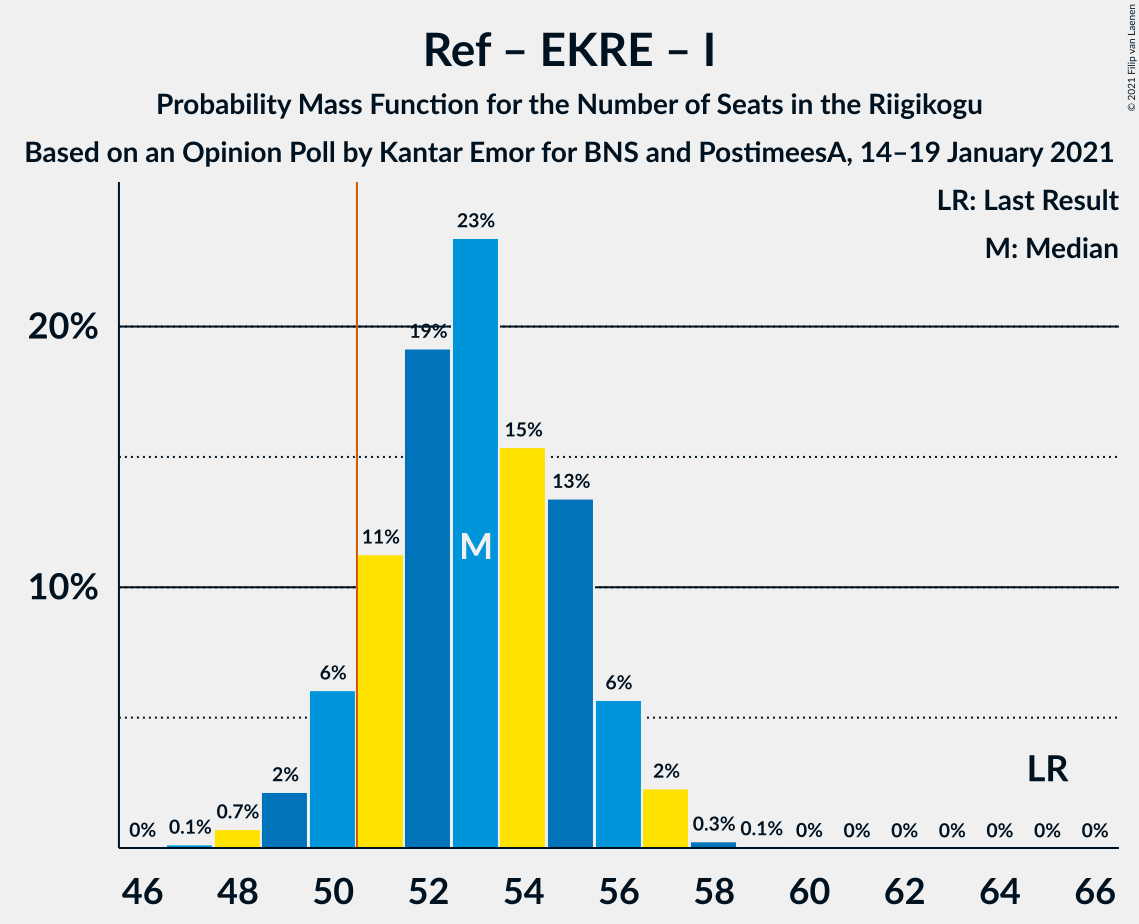 Ref – EKRE – I
Probability Mass Function for the Number of Seats in the Riigikogu
Based on an Opinion Poll by Kantar Emor for BNS and PostimeesA, 14–19 January 2021
© 2021 Filip van Laenen
LR: Last Result
M: Median
20%
10%
0%
0.1%
0.7%
2%
6%
11%
19%
23%
15%
13%
6%
2%
0.3%
0.1%
0%
0%
0%
0%
0%
0%
0%
M
LR
46 48 50 52 54 56 58 60 62 64 66